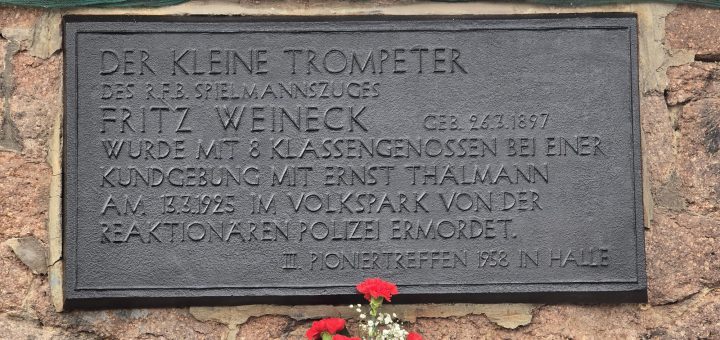 DER KLEINE TROMPETER
DES R.F.B. SPIELMANNSZUGES
FRITZ WEINECK GEB. 26.3.1897
WURDE MIT 8 KLASSENGENOSSEN BEI EINER
KUNDGEBUNG MIT ERNST THÄLMANN
AM 13.3.1925 IM VOLKSPARK VON DER
REAKTIONÄREN POLIZEI ERMORDET.
III. PIONIERTREFFEN 1958 IN HALLE